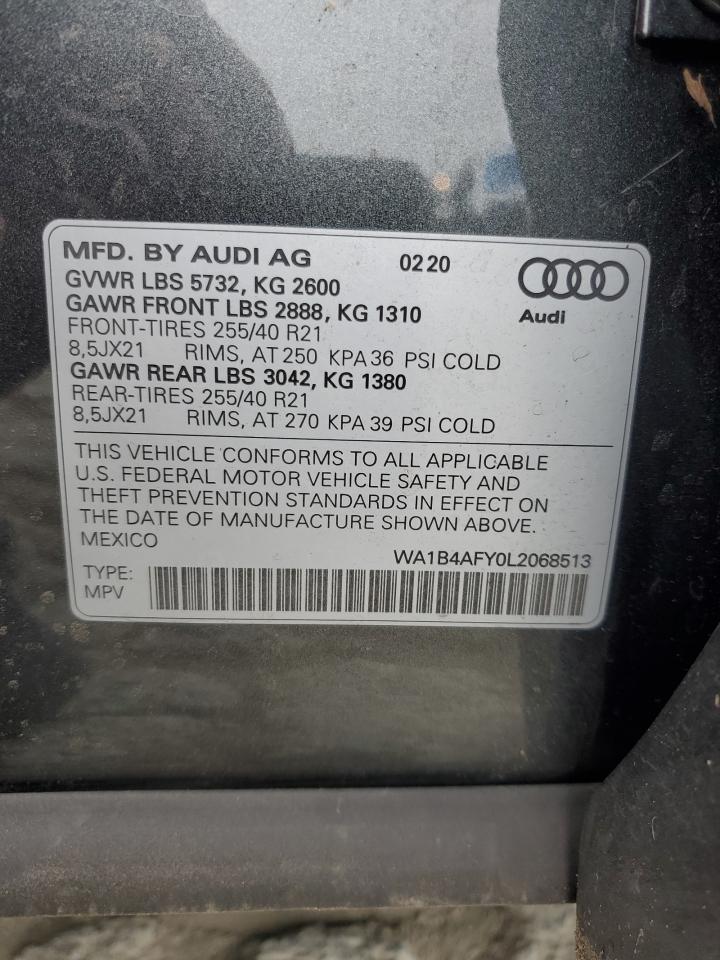 MFD. BY AUDI AG 0220
GVWR LBS 5732, KG 2600
GAWR FRONT LBS 2888, KG 1310
Audi
FRONT-TIRES 255/40 R21
8,5JX21 RIMS, AT 250 KPA 36 PSI COLD
GAWR REAR LBS 3042, KG 1380
REAR-TIRES 255/40 R21
8,5JX21 RIMS, AT 270 KPA 39 PSI COLD
THIS VEHICLE CONFORMS TO ALL APPLICABLE
U.S. FEDERAL MOTOR VEHICLE SAFETY AND
THEFT PREVENTION STANDARDS IN EFFECT ON
THE DATE OF MANUFACTURE SHOWN ABOVE.
MEXICO
WA1B4AFY0L2068513
TYPE:
MPV